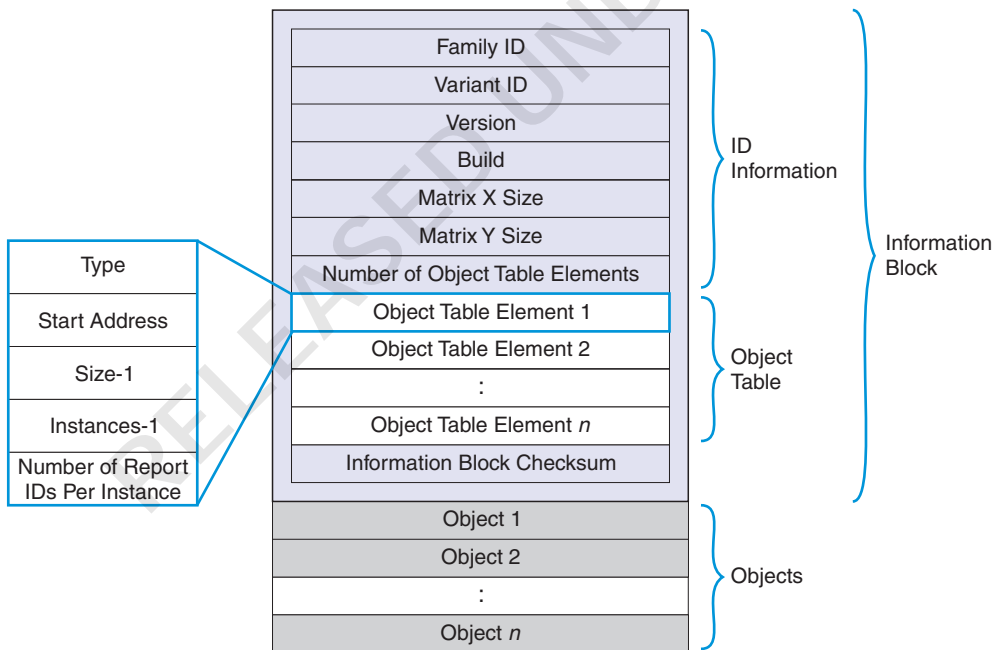 RELEASED UND
Family ID
Variant ID
Version
Build
Matrix X Size
Matrix Y Size
Number of Object Table Elements
ID
Information
Information
Block
Type
Start Address
Size-1
Instances-1
Number of Report
IDs Per Instance
Object Table Element 1
Object Table Element 2
:
Object Table Element n
Object
Table
Information Block Checksum
Object 1
Object 2
:
Object n
Objects